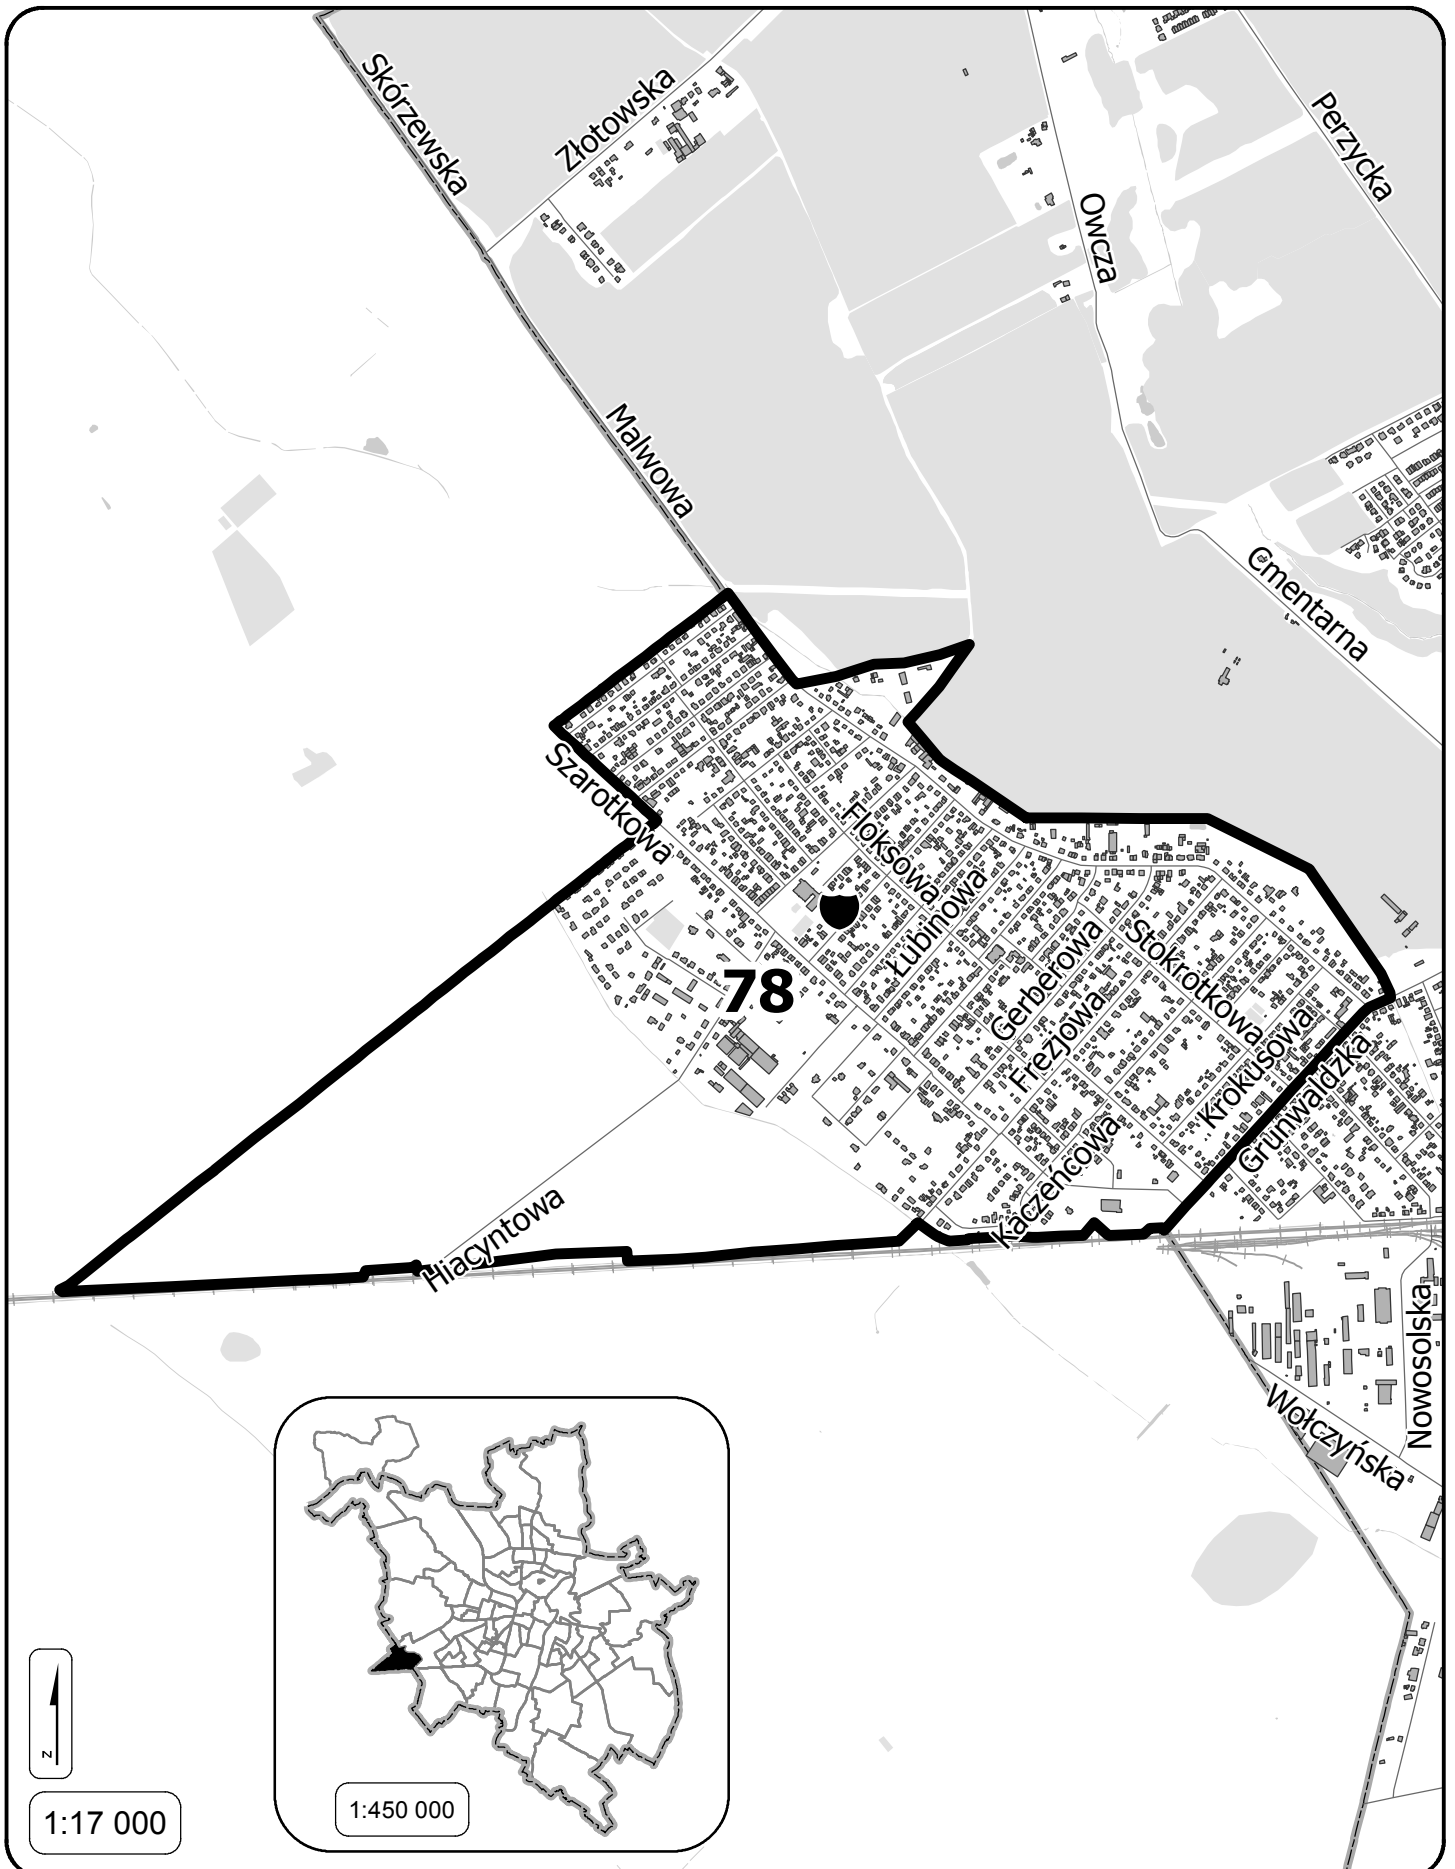 Skórzewska
Złotowska
Perzycka
Owcza
Malwowa
Cmentarna
Szarotkowa
Floksowa
Łubinowa
78
Gerberowa
Stokrotkowa
Frezjowa
Krokusowa
Grunwaldzka
Kaczeńcowa
Hiacyntowa
Nowosolska
Wołczyńska
N
1:17 000
1:450 000